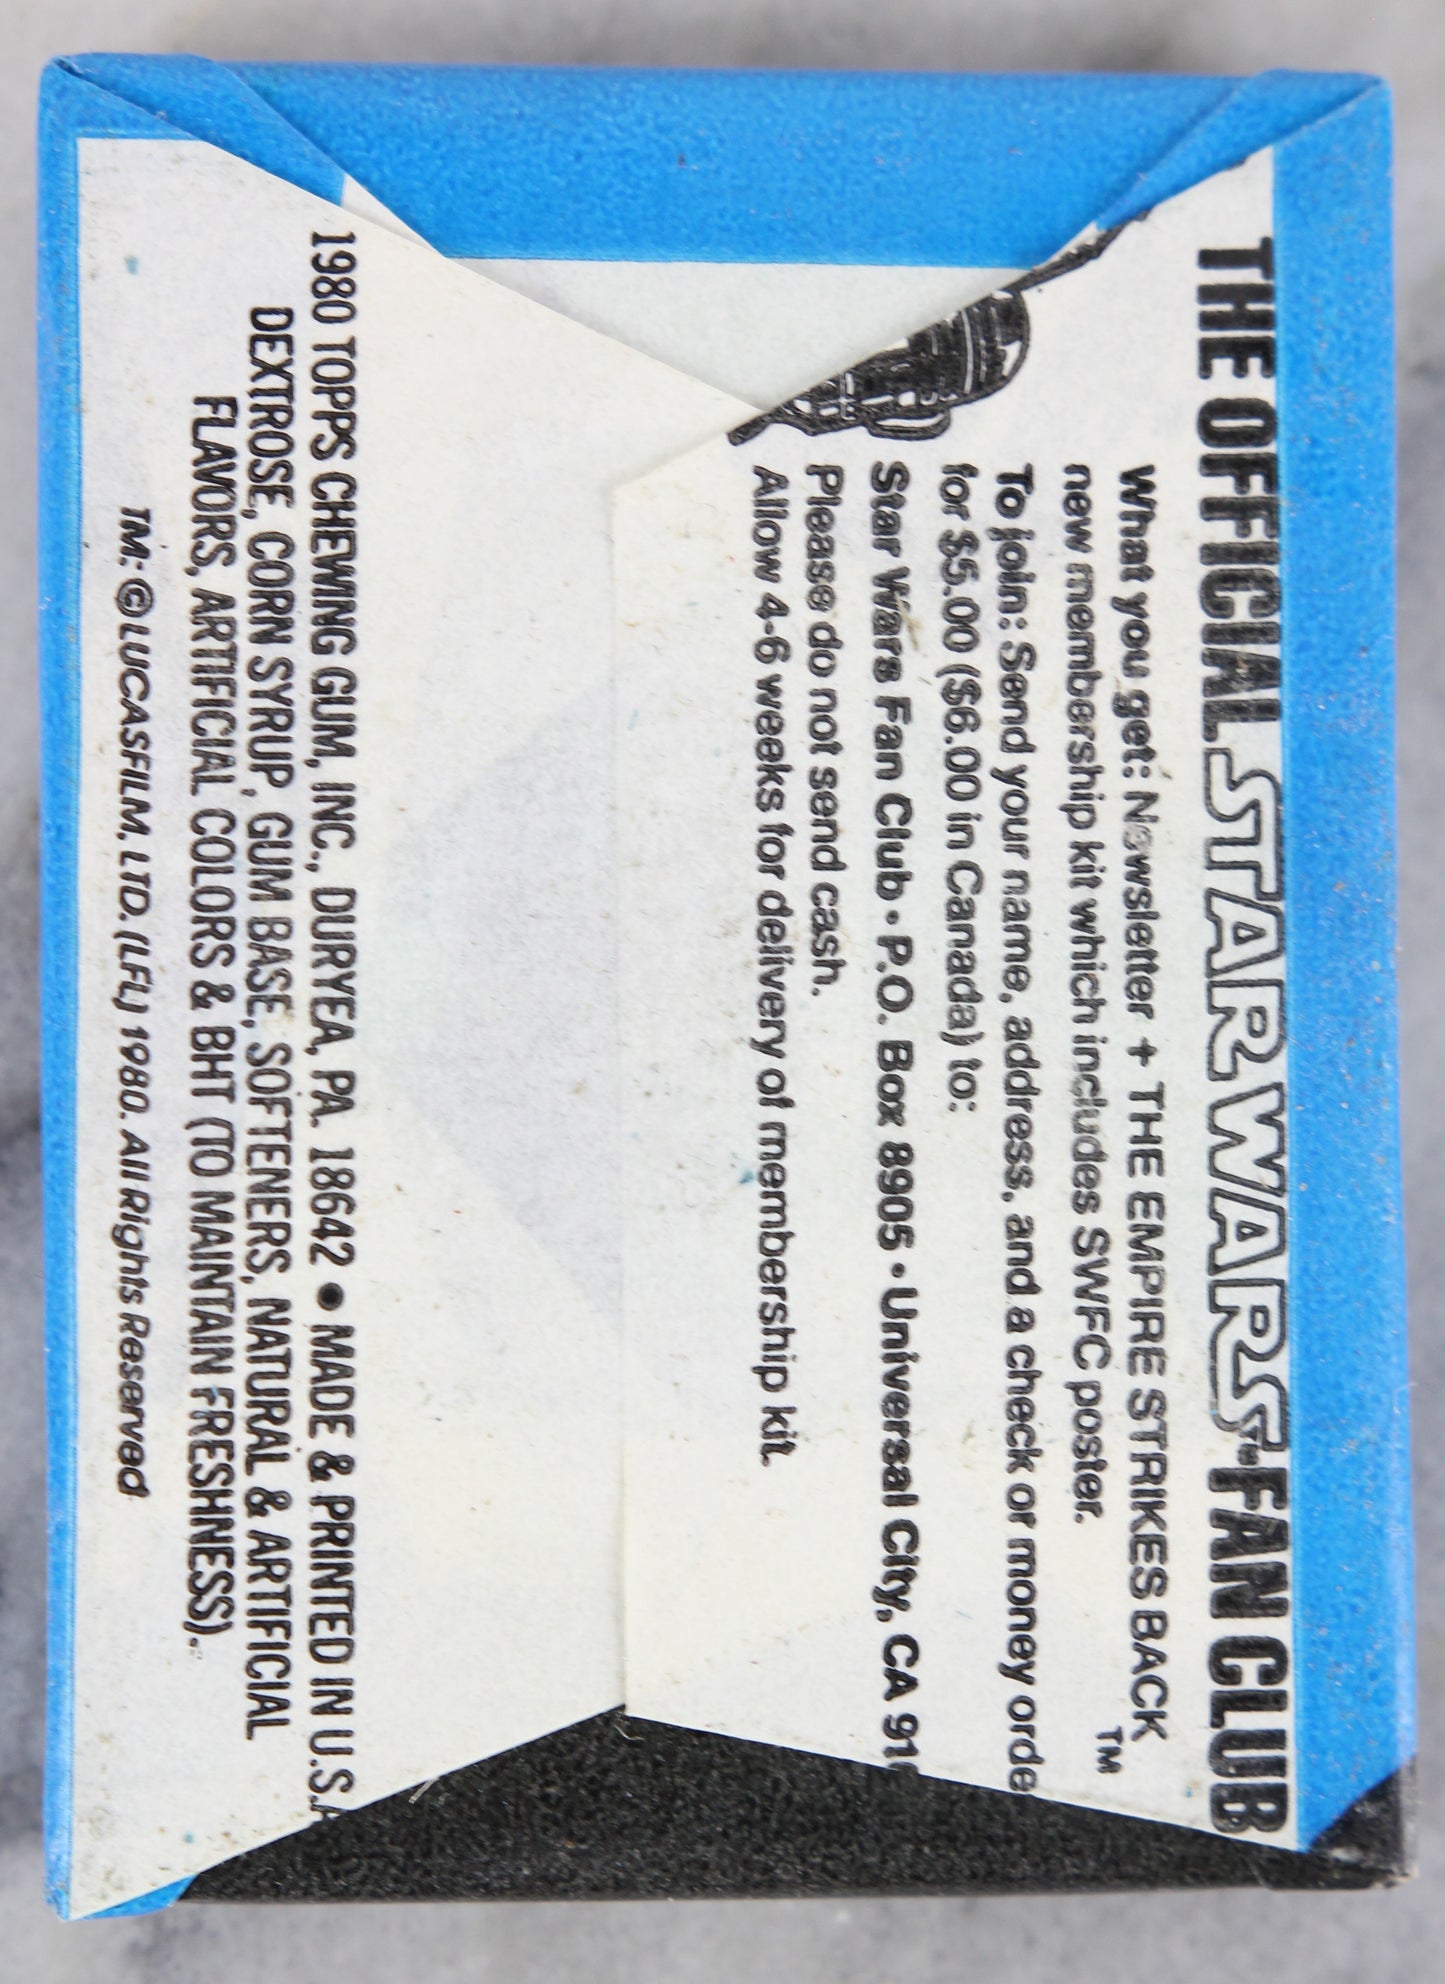 THE OFFICIAL STAR WARS FAN CLUB
What you get: Newsletter + THE EMPIRE STRIKES BACK™
new membership kit which includes SWFC poster.
To join: Send your name, address, and a check or money orde
for $5.00 ($6.00 in Canada) to:
Star Wars Fan Club • P.O. Box 8905 • Universal City, CA 91
Please do not send cash.
Allow 4-6 weeks for delivery of membership kit.
1980 TOPPS CHEWING GUM, INC., DURYEA, PA. 18642 • MADE & PRINTED IN U.S.A
DEXTROSE, CORN SYRUP, GUM BASE, SOFTENERS, NATURAL & ARTIFICIAL
FLAVORS, ARTIFICIAL COLORS & BHT (TO MAINTAIN FRESHNESS).
TM: © LUCASFILM, LTD. (LFL) 1980. All Rights Reserved